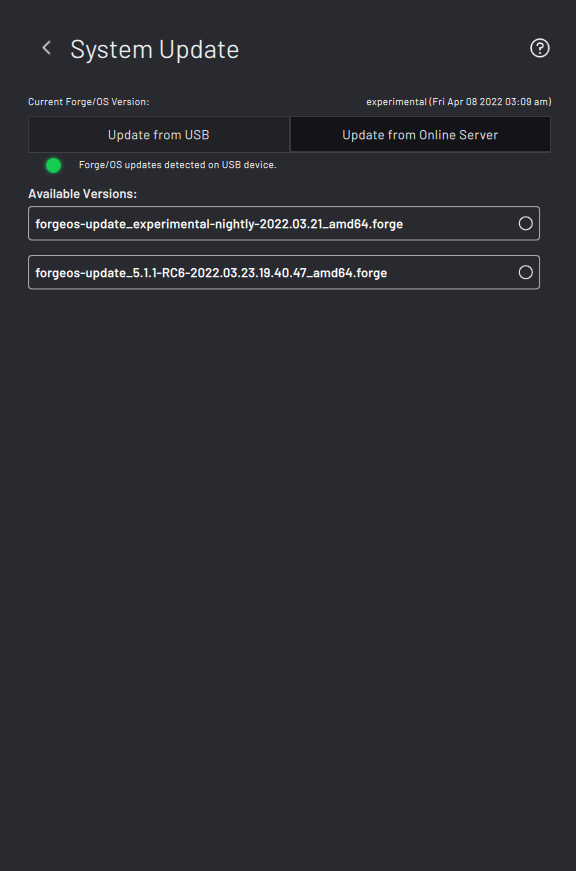 System Update
Current Forge/OS Version: experimental (Fri Apr 08 2022 03:09 am)
Update from USB Update from Online Server
Forge/OS updates detected on USB device.
Available Versions:
forgeos-update_experimental-nightly-2022.03.21_amd64.forge
forgeos-update_5.1.1-RC6-2022.03.23.19.40.47_amd64.forge